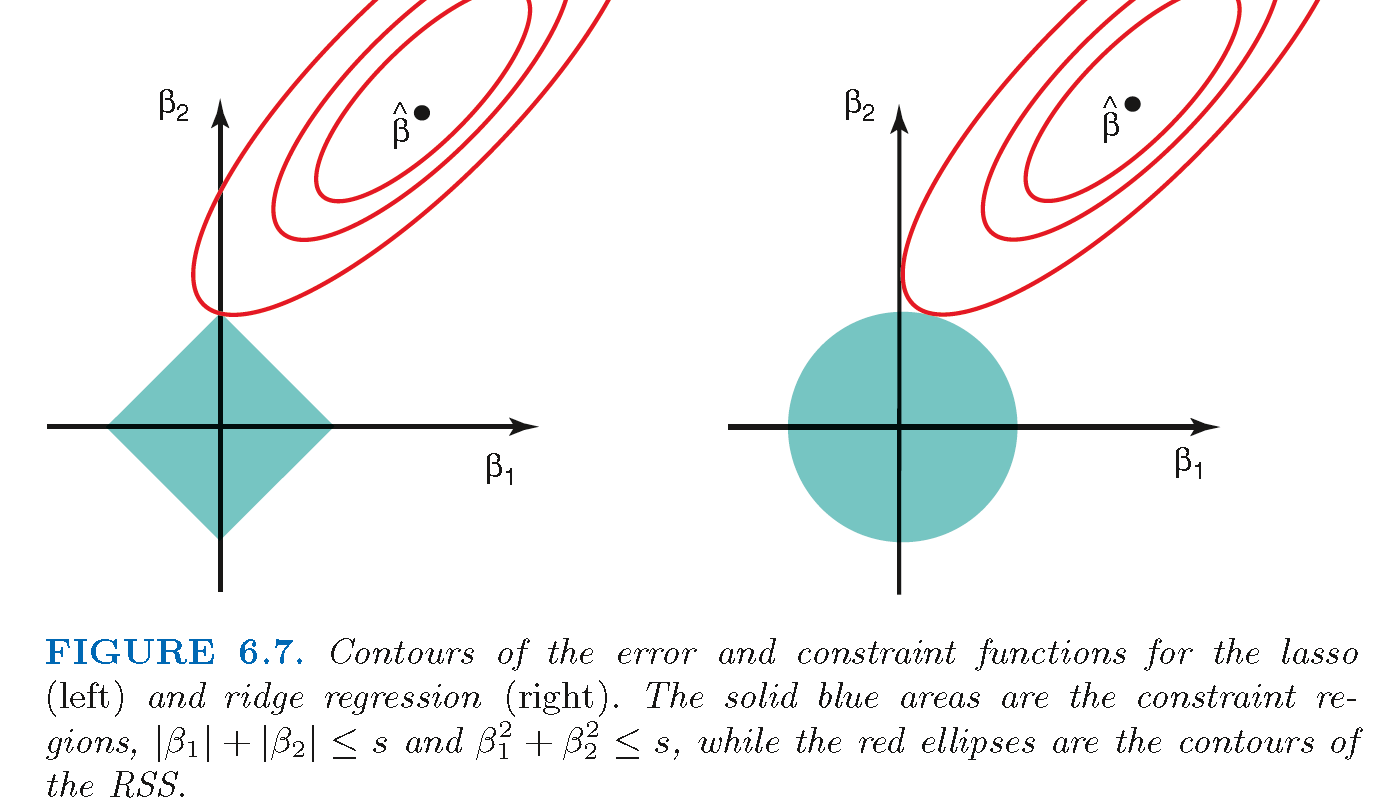 β₂
β̂
β₁
β₂
β̂
β₁
FIGURE 6.7. Contours of the error and constraint functions for the lasso
(left) and ridge regression (right). The solid blue areas are the constraint re-
gions, |β₁| + |β₂| ≤ s and β₁² + β₂² ≤ s, while the red ellipses are the contours of
the RSS.